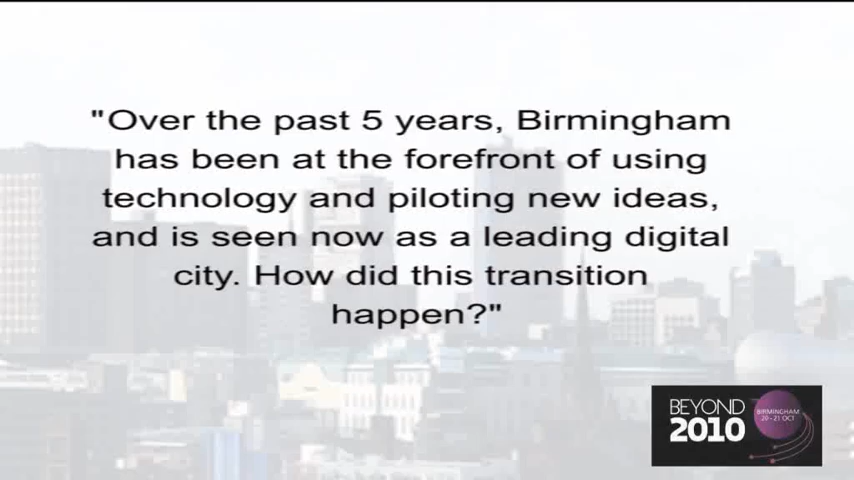 "Over the past 5 years, Birmingham
has been at the forefront of using
technology and piloting new ideas,
and is seen now as a leading digital
city. How did this transition
happen?"
BEYOND
2010
BIRMINGHAM
20 - 21 OCT